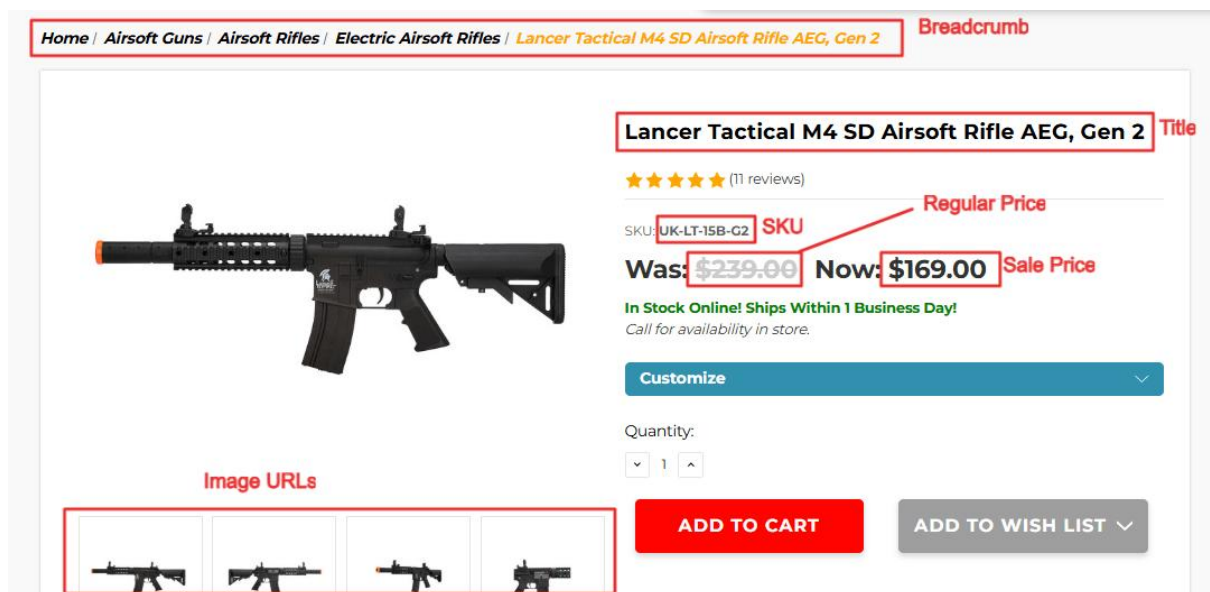 Home / Airsoft Guns / Airsoft Rifles / Electric Airsoft Rifles / Lancer Tactical M4 SD Airsoft Rifle AEG, Gen 2
Breadcrumb
Lancer Tactical M4 SD Airsoft Rifle AEG, Gen 2
Title
(11 reviews)
Regular Price
SKU: UK-LT-15B-G2
SKU
Was: $239.00 Now: $169.00
Sale Price
In Stock Online! Ships Within 1 Business Day!
Call for availability in store.
Customize
Quantity:
1
Image URLs
ADD TO CART
ADD TO WISH LIST